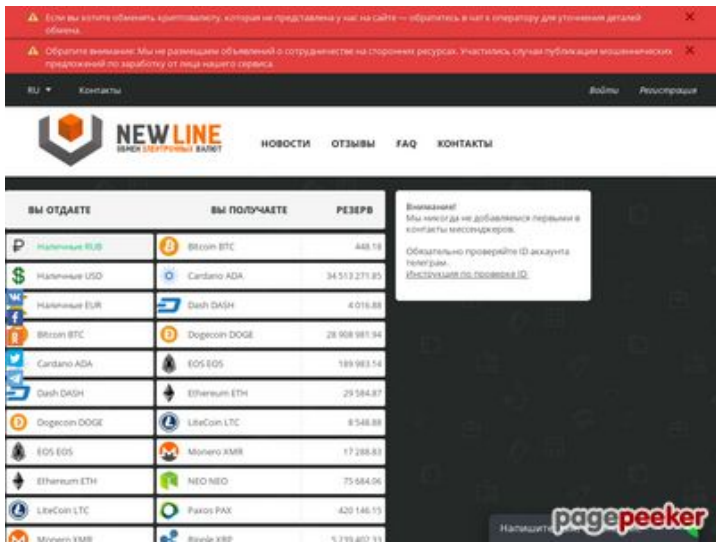 Если вы хотите обменять криптовалюту, которая не представлена у нас на сайте — обратитесь в чат к оператору для уточнения деталей
обмена.
Обратите внимание: Мы не размещаем объявлений о сотрудничестве на сторонних ресурсах. Участились случаи публикации мошеннических
предложений по заработку от лица нашего сервиса.
RU Контакты Войти Регистрация
NEWLINE
ОБМЕН ЭЛЕКТРОННЫХ ВАЛЮТ
НОВОСТИ ОТЗЫВЫ FAQ КОНТАКТЫ
ВЫ ОТДАЕТЕ ВЫ ПОЛУЧАЕТЕ РЕЗЕРВ
Наличные RUB Bitcoin BTC 448.18
Наличные USD Cardano ADA 34 513 271.85
Наличные EUR Dash DASH 4 016.88
Bitcoin BTC Dogecoin DOGE 28 908 981.94
Cardano ADA EOS EOS 189 983.54
Dash DASH Ethereum ETH 29 584.87
Dogecoin DOGE LiteCoin LTC 8 548.88
EOS EOS Monero XMR 17 288.83
Ethereum ETH NEO NEO 75 684.06
LiteCoin LTC Paxos PAX 420 146.15
Monero XMR Ripple XRP 5 239 402.33
Внимание!
Мы никогда не добавляемся первыми в
контакты мессенджеров.
Обязательно проверяйте ID аккаунта
телеграм.
Инструкция по проверке ID
Напишите
pagepeeker